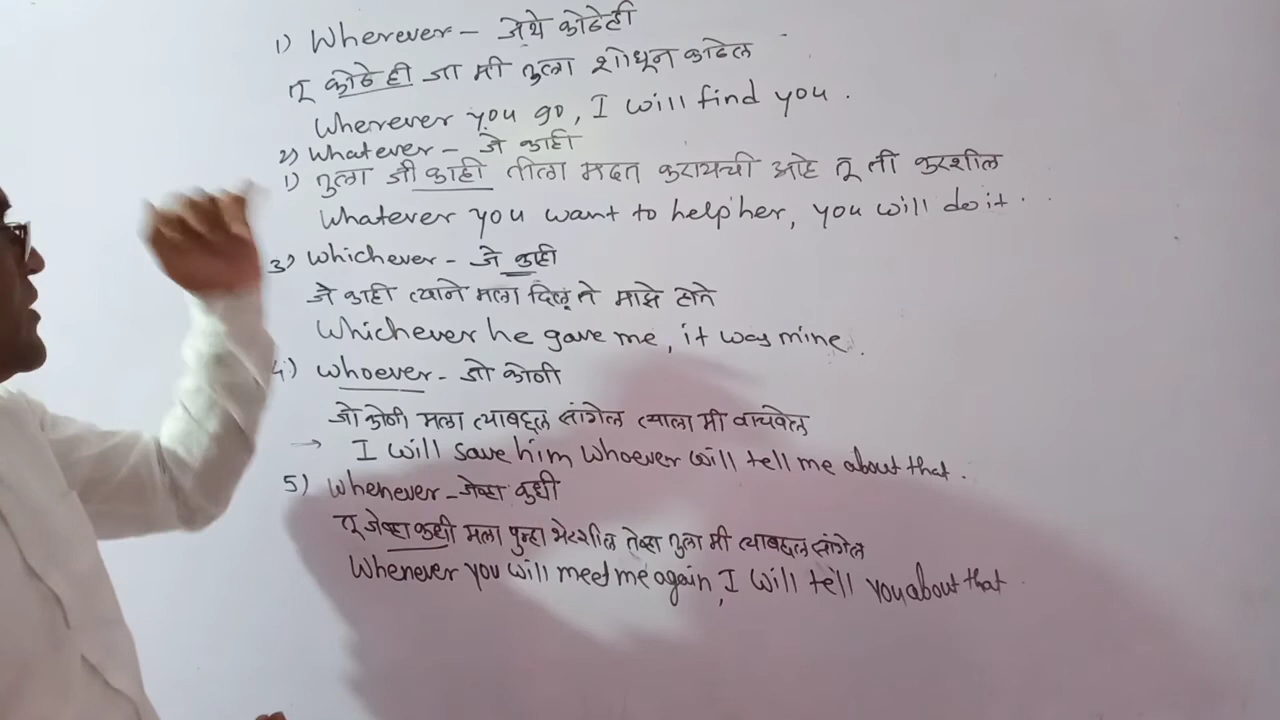 1) Wherever – जेथे कोठेही
तू कोठे ही जा मी तुला शोधून काढेल
Wherever you go, I will find you.
2) Whatever – जे काही
1) तुला जी काही तीला मदत करायची आहे तू ती करशील
Whatever you want to help her, you will do it.
3) Whichever – जे काही
जे काही त्याने मला दिलं ते माझे होते
Whichever he gave me, it was mine.
4) Whoever – जो कोणी
जो कोणी मला त्याबद्दल सांगेल त्याला मी वाचवेल
→ I will save him whoever will tell me about that.
5) Whenever – जेव्हा कधी
तू जेव्हा कधी मला पुन्हा भेटशील तेव्हा तुला मी त्याबद्दल सांगेल
Whenever you will meet me again, I will tell you about that